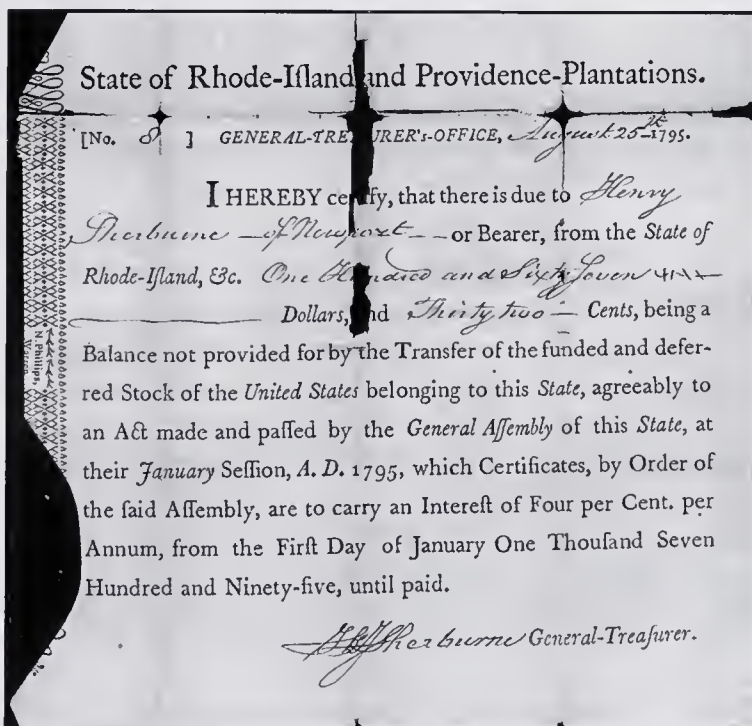 State of Rhode-Iſland and Providence-Plantations.
[No. 8 ] GENERAL-TREASURER's-OFFICE, August 25th 1795.
I HEREBY certify, that there is due to Henry
Sherburne of Newport or Bearer, from the State of
Rhode-Iſland, &c. One Hundred and Sixty Seven
Dollars, and Thirty two Cents, being a
Balance not provided for by the Transfer of the funded and defer-
red Stock of the United States belonging to this State, agreeably to
an Act made and paſſed by the General Aſſembly of this State, at
their January Seſſion, A. D. 1795, which Certificates, by Order of
the ſaid Aſſembly, are to carry an Intereſt of Four per Cent. per
Annum, from the Firſt Day of January One Thouſand Seven
Hundred and Ninety-five, until paid.
Sherburne General-Treaſurer.
N. Phillips,
Warren